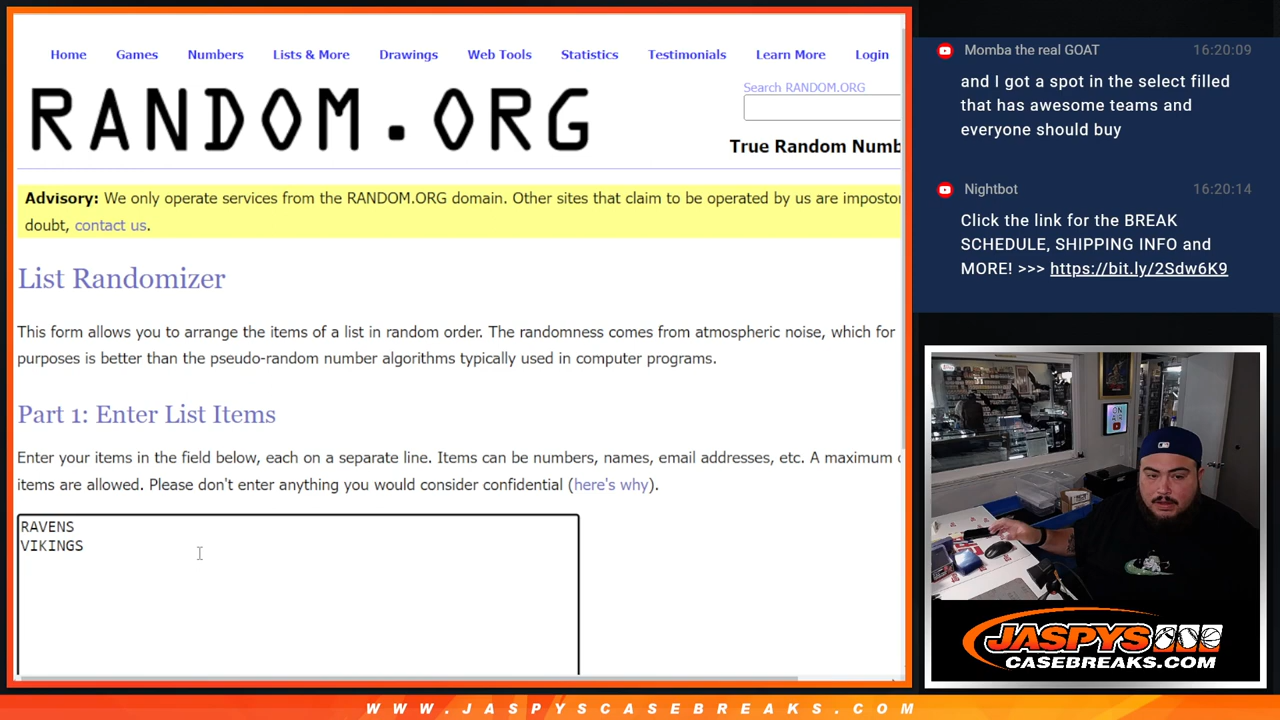 Home Games Numbers Lists & More Drawings Web Tools Statistics Testimonials Learn More Login
RANDOM.ORG
Search RANDOM.ORG
True Random Numb
Advisory: We only operate services from the RANDOM.ORG domain. Other sites that claim to be operated by us are impostor
doubt, contact us.
List Randomizer
This form allows you to arrange the items of a list in random order. The randomness comes from atmospheric noise, which for
purposes is better than the pseudo-random number algorithms typically used in computer programs.
Part 1: Enter List Items
Enter your items in the field below, each on a separate line. Items can be numbers, names, email addresses, etc. A maximum
items are allowed. Please don't enter anything you would consider confidential (here's why).
RAVENS
VIKINGS
Momba the real GOAT 16:20:09
and I got a spot in the select filled
that has awesome teams and
everyone should buy
Nightbot 16:20:14
Click the link for the BREAK
SCHEDULE, SHIPPING INFO and
MORE! >>> https://bit.ly/2Sdw6K9
ON
JASPYS
CASEBREAKS.COM
WWW.JASPYSCASEBREAKS.COM